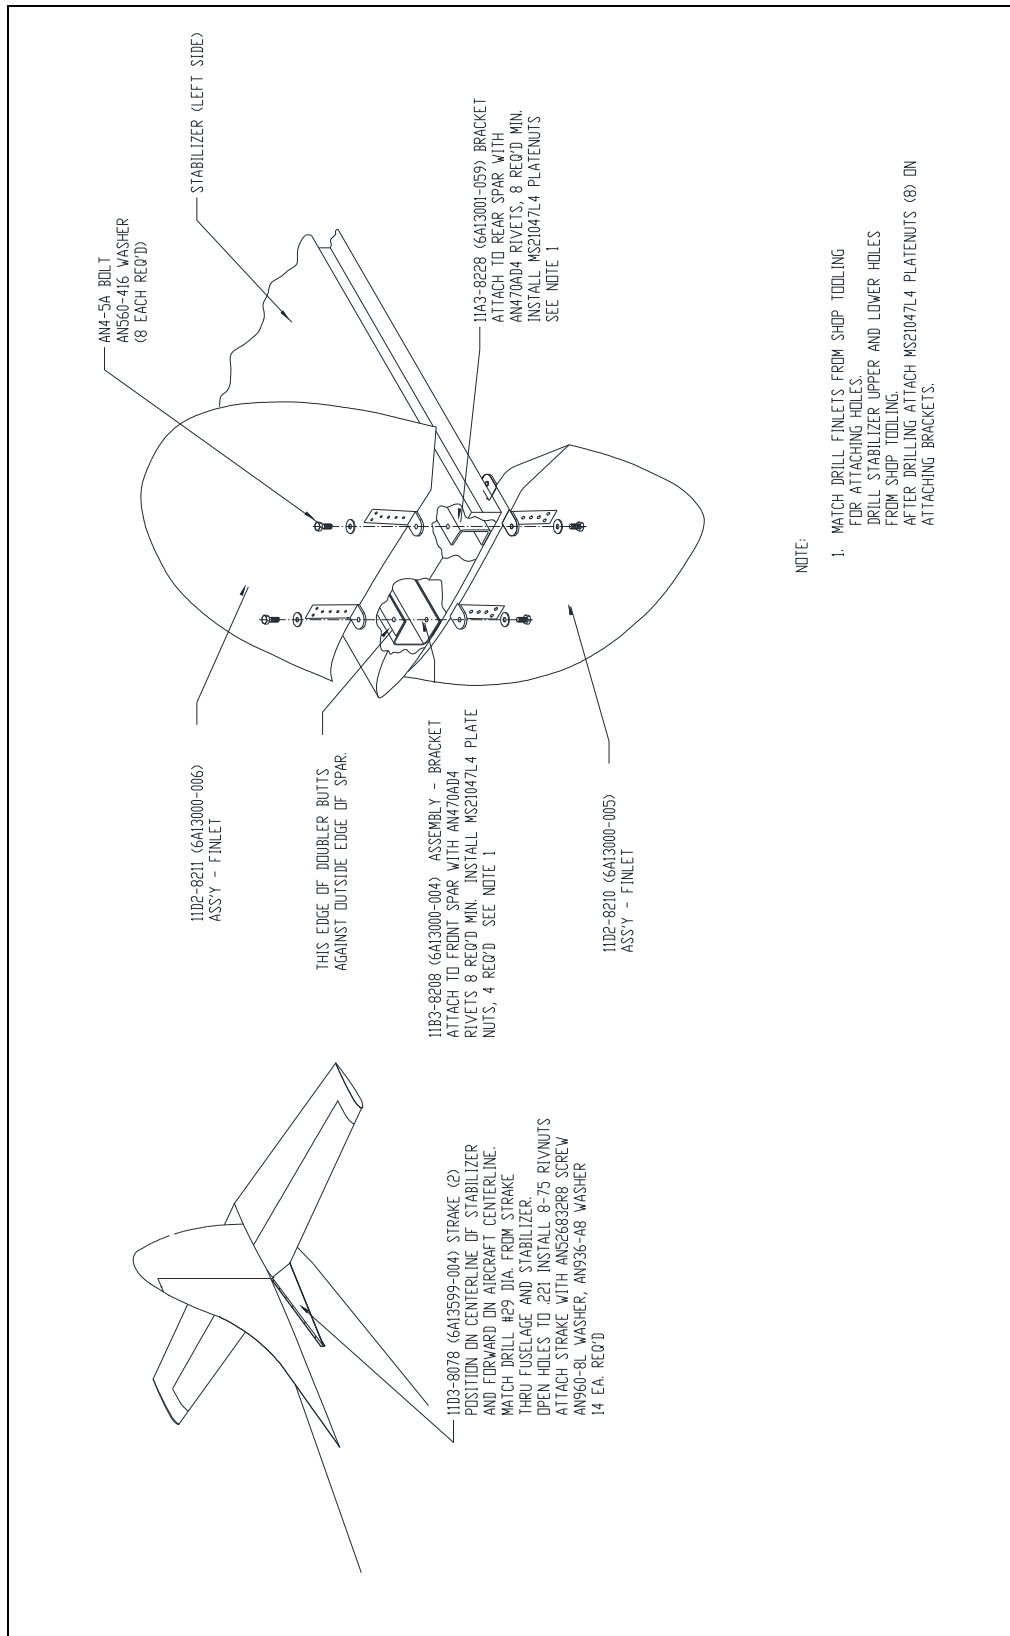 11D3-8078 (6A13599-004) STRAKE (2)
POSITION ON CENTERLINE OF STABILIZER
AND FORWARD ON AIRCRAFT CENTERLINE.
MATCH DRILL #29 DIA. FROM STRAKE
THRU FUSELAGE AND STABILIZER.
OPEN HOLES TO .221 INSTALL 8-75 RIVNUTS
ATTACH STRAKE WITH AN526832R8 SCREW
AN960-8L WASHER, AN936-A8 WASHER
14 EA. REQ'D
11D2-8211 (6A13000-006)
ASS'Y - FINLET
THIS EDGE OF DOUBLER BUTTS
AGAINST OUTSIDE EDGE OF SPAR.
11B3-8208 (6A13000-004) ASSEMBLY - BRACKET
ATTACH TO FRONT SPAR WITH AN470AD4
RIVETS 8 REQ'D MIN. INSTALL MS21047L4 PLATE
NUTS, 4 REQ'D SEE NOTE 1
11D2-8210 (6A13000-005)
ASS'Y - FINLET
AN4-5A BOLT
AN560-416 WASHER
(8 EACH REQ'D)
STABILIZER (LEFT SIDE)
11A3-8228 (6A13001-059) BRACKET
ATTACH TO REAR SPAR WITH
AN470AD4 RIVETS, 8 REQ'D MIN.
INSTALL MS21047L4 PLATENUTS
SEE NOTE 1
NOTE:
1. MATCH DRILL FINLETS FROM SHOP TOOLING
FOR ATTACHING HOLES.
DRILL STABILIZER UPPER AND LOWER HOLES
FROM SHOP TOOLING.
AFTER DRILLING ATTACH MS21047L4 PLATENUTS (8) ON
ATTACHING BRACKETS.